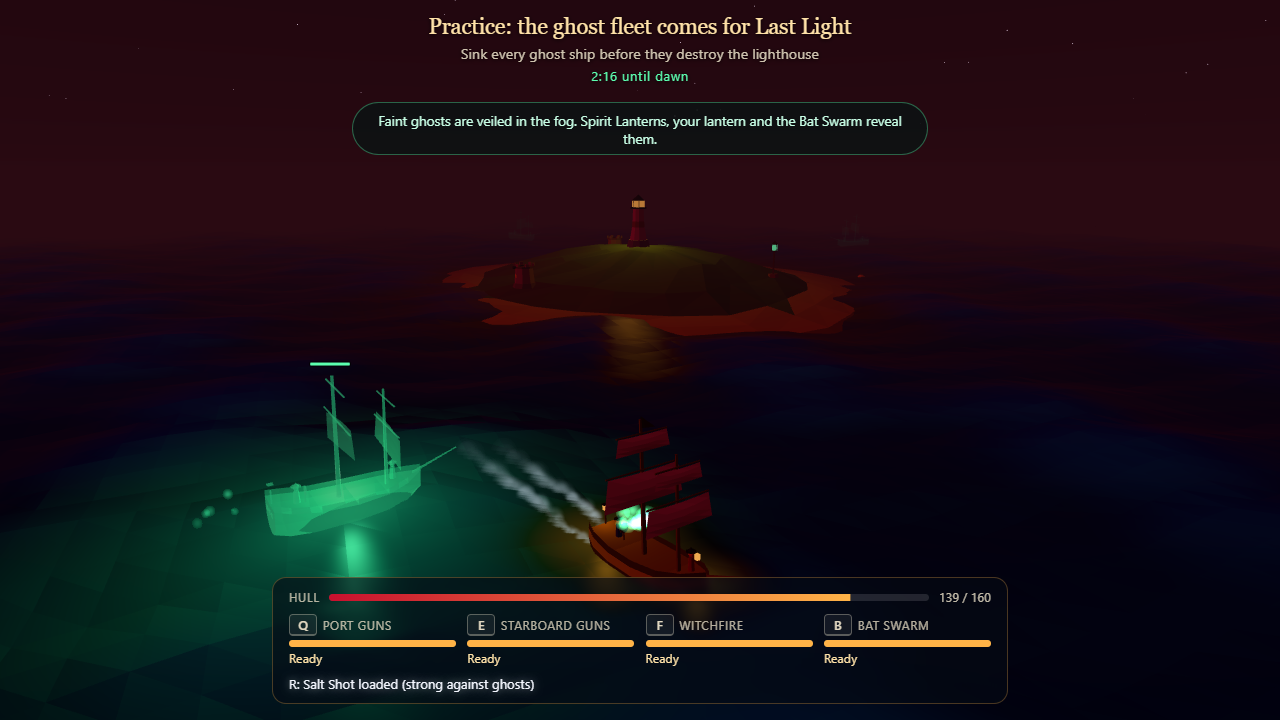 Practice: the ghost fleet comes for Last Light
Sink every ghost ship before they destroy the lighthouse
2:16 until dawn
Faint ghosts are veiled in the fog. Spirit Lanterns, your lantern and the Bat Swarm reveal
them.
HULL 139 / 160
Q PORT GUNS E STARBOARD GUNS F WITCHFIRE B BAT SWARM
Ready Ready Ready Ready
R: Salt Shot loaded (strong against ghosts)